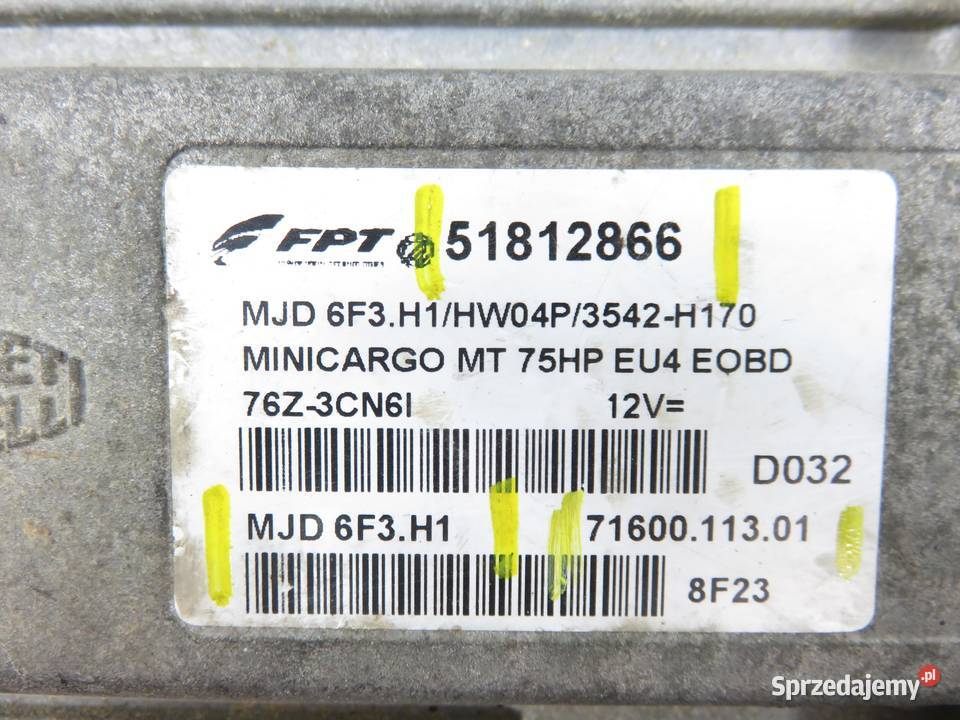 FPT 51812866
MJD 6F3.H1/HW04P/3542-H170
MINICARGO MT 75HP EU4 EOBD
76Z-3CN6I 12V=
D032
MJD 6F3.H1 71600.113.01
8F23
Sprzedajemy.pl